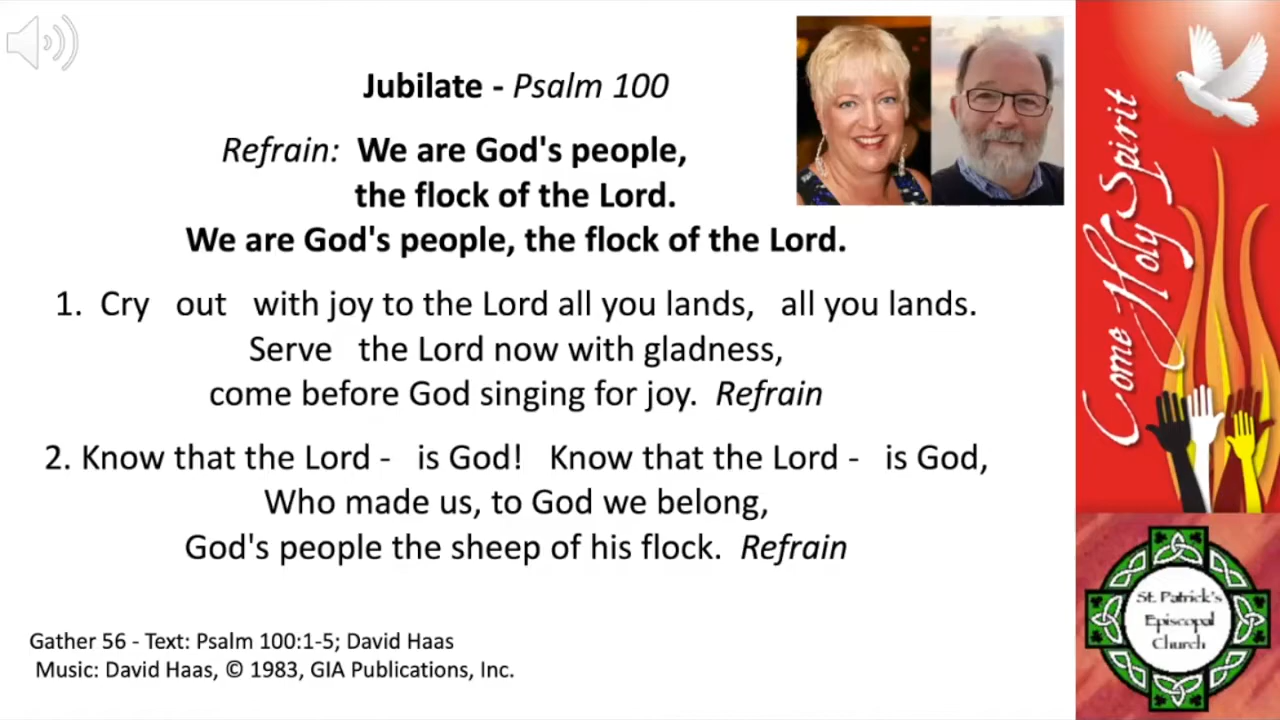 Jubilate - Psalm 100
Refrain: We are God's people,
the flock of the Lord.
We are God's people, the flock of the Lord.
1. Cry out with joy to the Lord all you lands, all you lands.
Serve the Lord now with gladness,
come before God singing for joy. Refrain
2. Know that the Lord - is God! Know that the Lord - is God,
Who made us, to God we belong,
God's people the sheep of his flock. Refrain
Gather 56 - Text: Psalm 100:1-5; David Haas
Music: David Haas, © 1983, GIA Publications, Inc.
Come Holy Spirit
St. Patrick's
Episcopal
Church